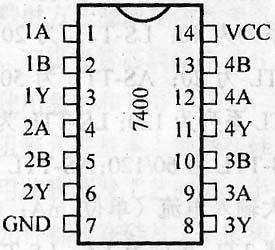 1A 1 14 VCC
1B 2 13 4B
1Y 3 12 4A
2A 4 11 4Y
2B 5 10 3B
2Y 6 9 3A
GND 7 8 3Y
7400